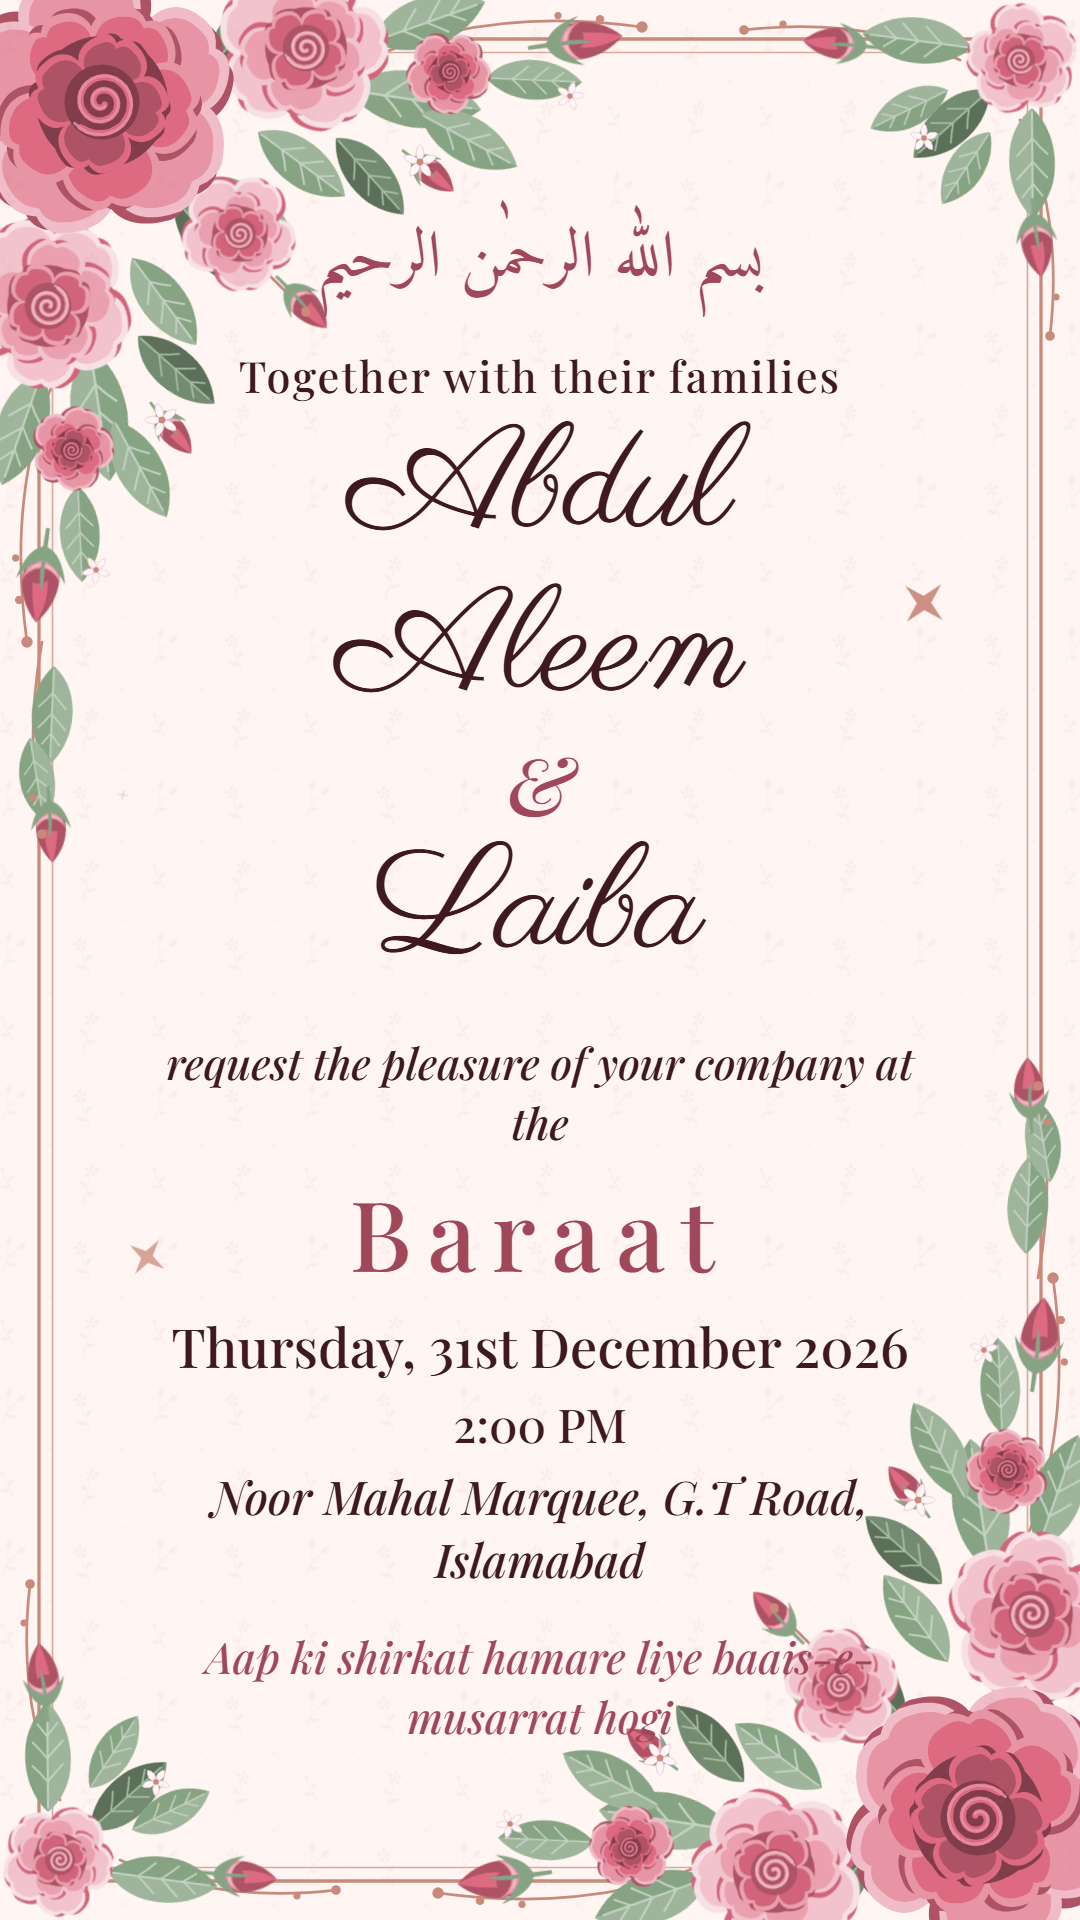 بسم الله الرحمٰن الرحيم
Together with their families
Abdul
Aleem
&
Laiba
request the pleasure of your company at
the
Baraat
Thursday, 31st December 2026
2:00 PM
Noor Mahal Marquee, G.T Road,
Islamabad
Aap ki shirkat hamare liye baais-e-
musarrat hogi